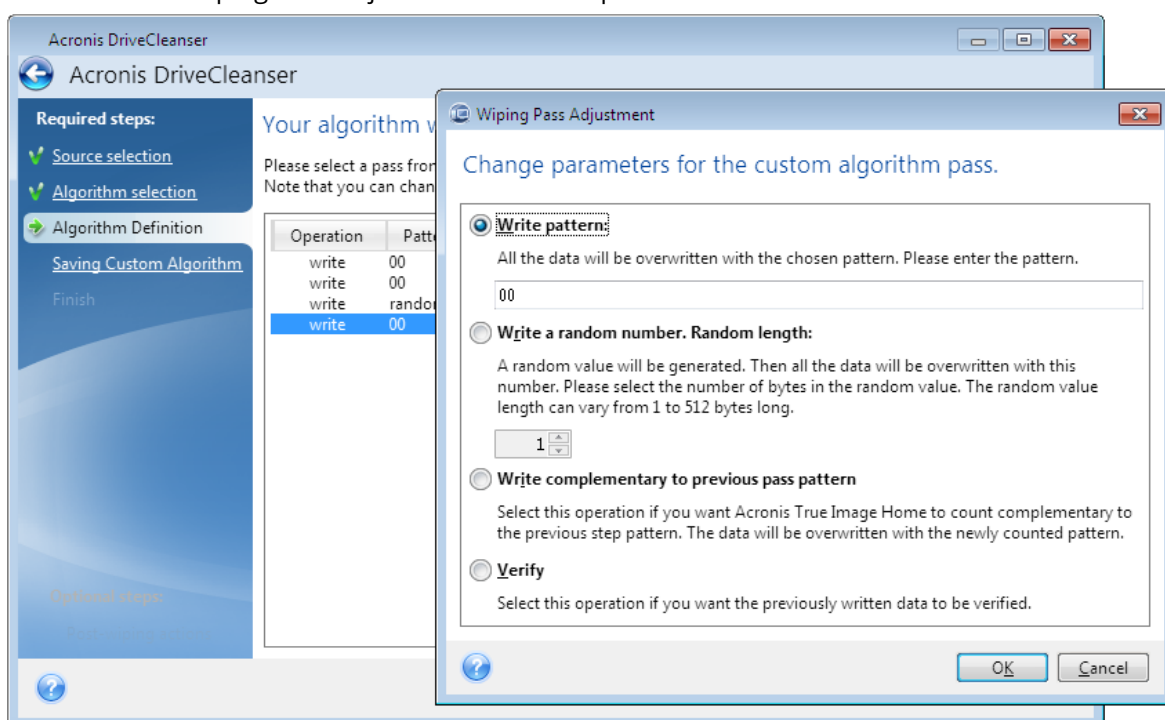 Acronis DriveCleanser
Acronis DriveCleanser
Required steps:
Source selection
Algorithm selection
Algorithm Definition
Saving Custom Algorithm
Finish
Your algorithm
Please select a pass from
Note that you can chan
Operation Patt
write 00
write 00
write random
write 00
Wiping Pass Adjustment
Change parameters for the custom algorithm pass.
Write pattern:
All the data will be overwritten with the chosen pattern. Please enter the pattern.
00
Write a random number. Random length:
A random value will be generated. Then all the data will be overwritten with this
number. Please select the number of bytes in the random value. The random value
length can vary from 1 to 512 bytes long.
1
Write complementary to previous pass pattern
Select this operation if you want Acronis True Image Home to count complementary to
the previous step pattern. The data will be overwritten with the newly counted pattern.
Verify
Select this operation if you want the previously written data to be verified.
Optional steps:
OK Cancel